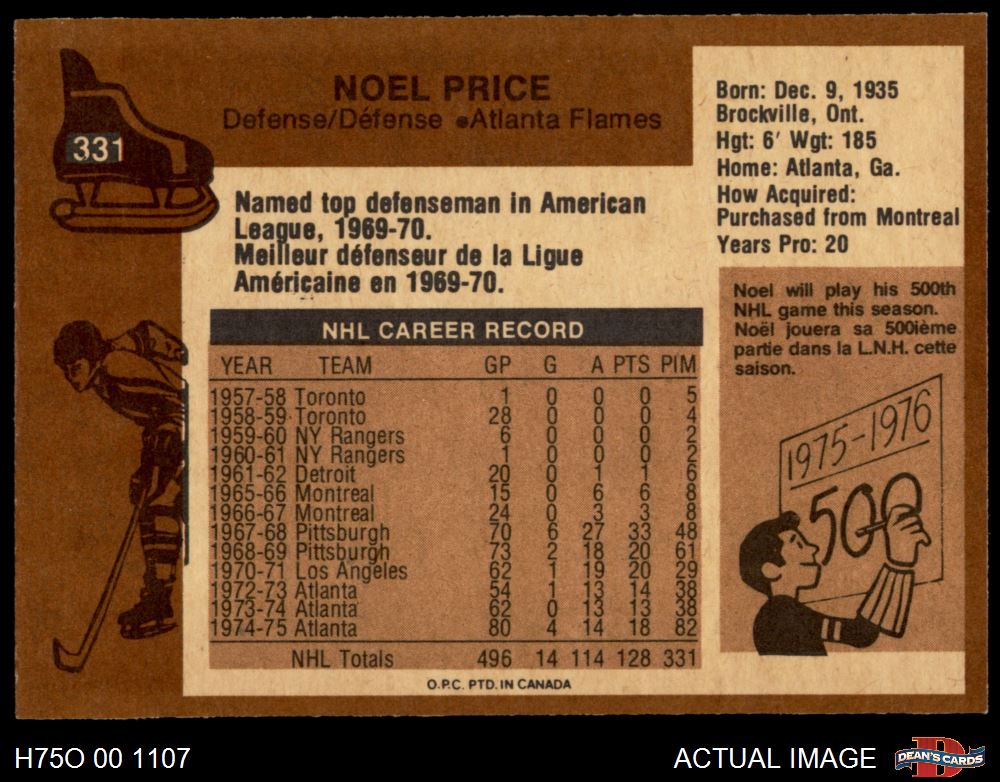 331
NOEL PRICE
Defense/Défense •Atlanta Flames
Born: Dec. 9, 1935
Brockville, Ont.
Hgt: 6' Wgt: 185
Home: Atlanta, Ga.
How Acquired:
Purchased from Montreal
Years Pro: 20
Named top defenseman in American
League, 1969-70.
Meilleur défenseur de la Ligue
Américaine en 1969-70.
NHL CAREER RECORD
YEAR TEAM GP G A PTS PIM
1957-58 Toronto 1 0 0 0 5
1958-59 Toronto 28 0 0 0 4
1959-60 NY Rangers 6 0 0 0 2
1960-61 NY Rangers 1 0 0 0 2
1961-62 Detroit 20 0 1 1 6
1965-66 Montreal 15 0 6 6 8
1966-67 Montreal 24 0 3 3 8
1967-68 Pittsburgh 70 6 27 33 48
1968-69 Pittsburgh 73 2 18 20 61
1970-71 Los Angeles 62 1 19 20 29
1972-73 Atlanta 54 1 13 14 38
1973-74 Atlanta 62 0 13 13 38
1974-75 Atlanta 80 4 14 18 82
NHL Totals 496 14 114 128 331
O.P.C. PTD. IN CANADA
Noel will play his 500th
NHL game this season.
Noël jouera sa 500ième
partie dans la L.N.H. cette
saison.
1975-1976
500
H75O 00 1107
ACTUAL IMAGE
D
DEAN'S CARDS